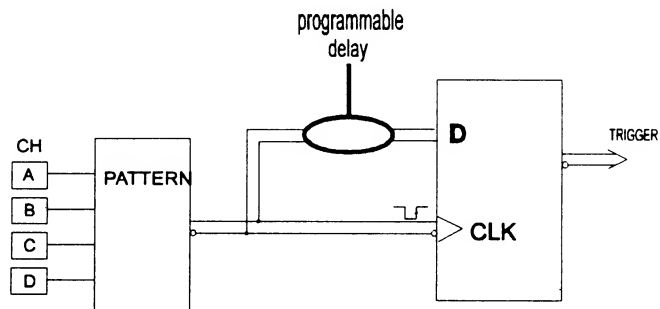 programmable
delay
CH
A
B
C
D
PATTERN
D
CLK
TRIGGER